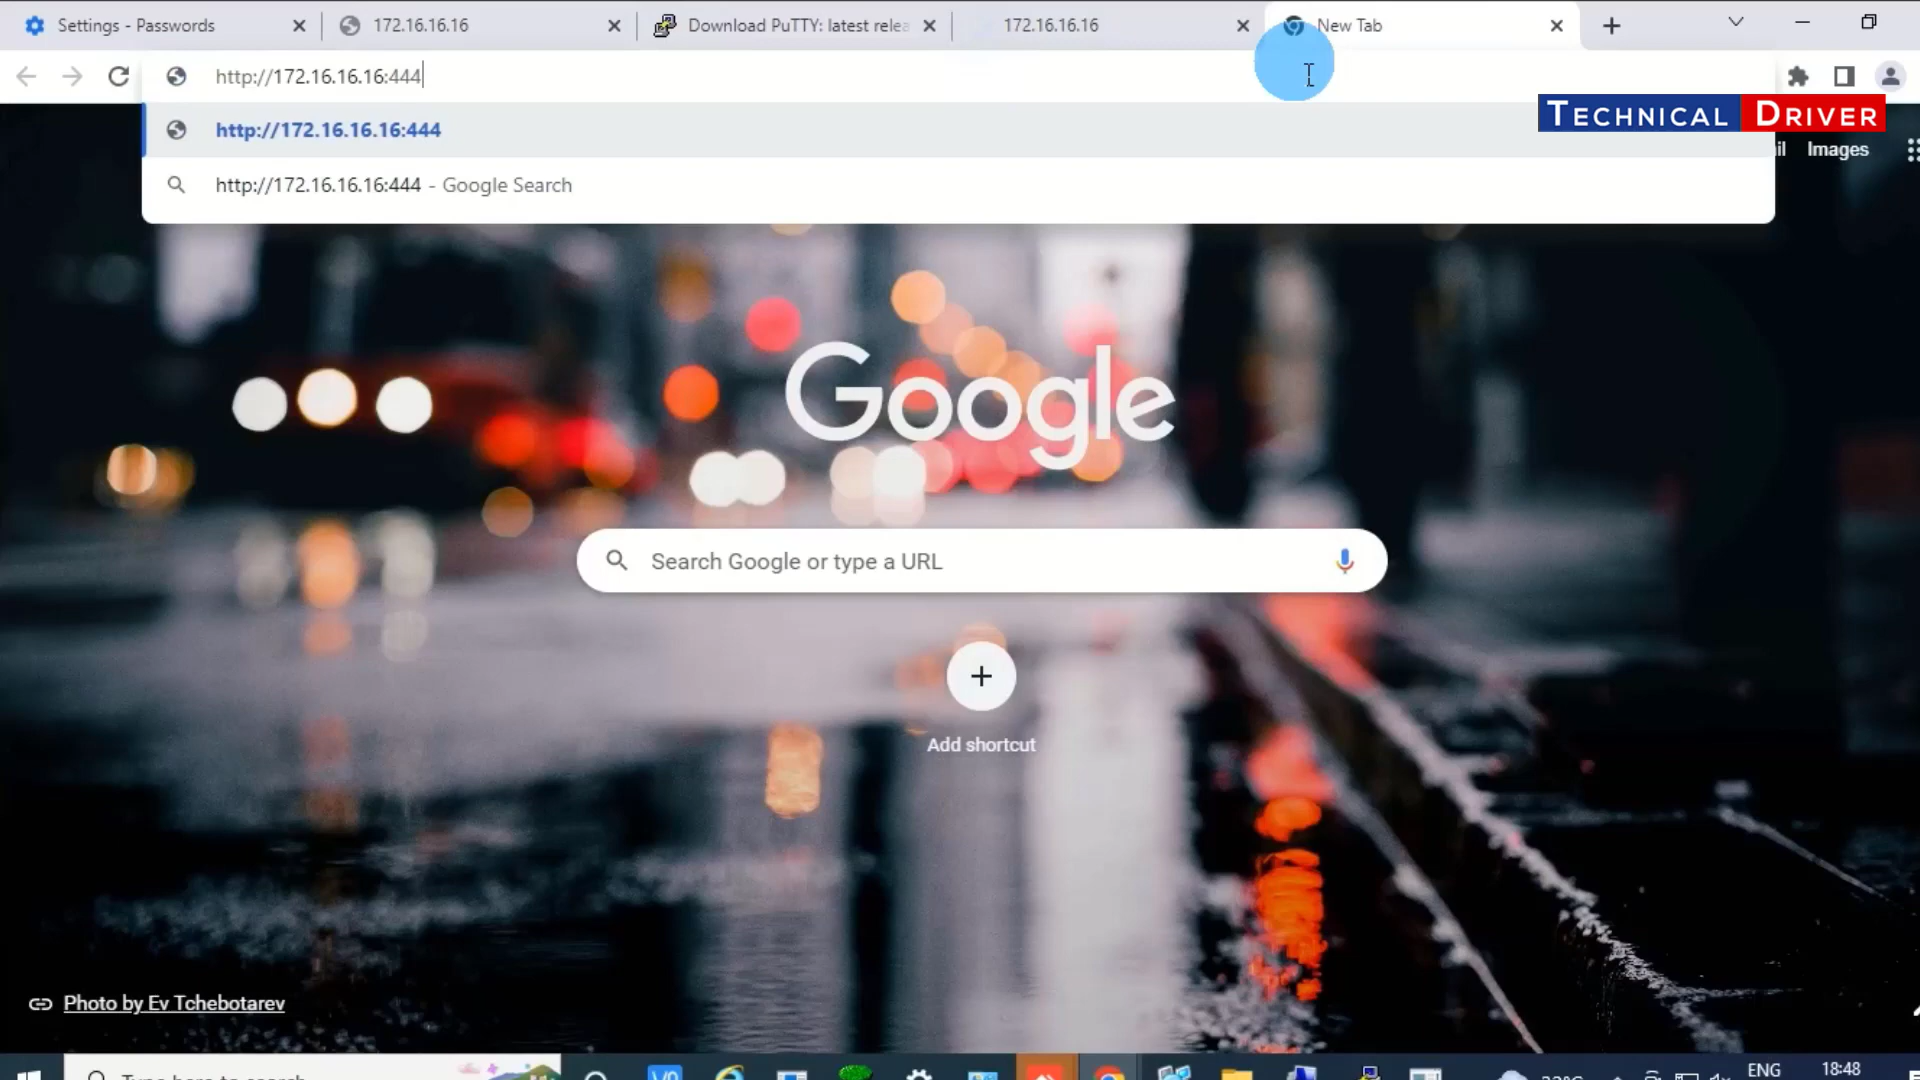 Settings - Passwords
172.16.16.16
Download PuTTY: latest relea
172.16.16.16
New Tab
http://172.16.16.16:444
TECHNICAL DRIVER
http://172.16.16.16:444
il Images
http://172.16.16.16:444 - Google Search
Google
Search Google or type a URL
Add shortcut
Photo by Ev Tchebotarev
Type here to search
ENG
18:48